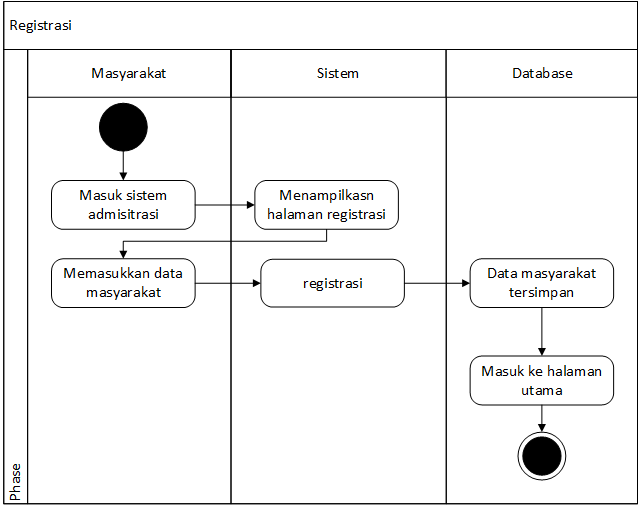 Registrasi
Masyarakat
Sistem
Database
Masuk sistem
admisitrasi
Menampilkasn
halaman registrasi
Memasukkan data
masyarakat
registrasi
Data masyarakat
tersimpan
Masuk ke halaman
utama
Phase